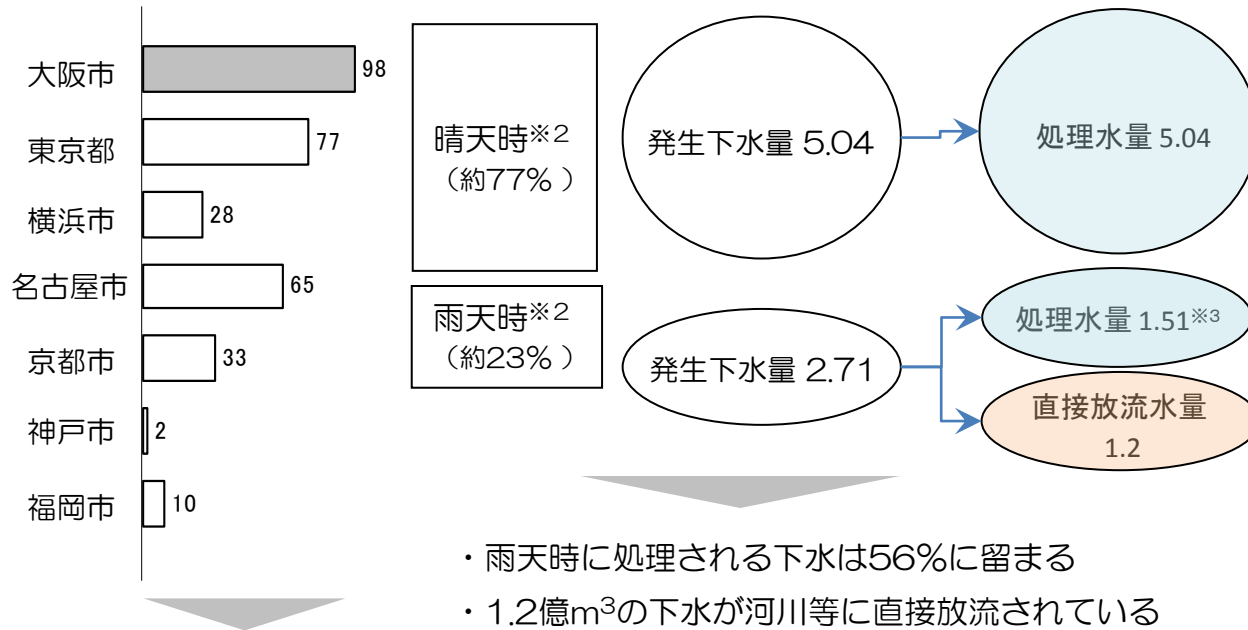 大阪市 98
東京都 77
横浜市 28
名古屋市 65
京都市 33
神戸市 2
福岡市 10
晴天時※2
（約77%）
発生下水量 5.04
処理水量 5.04
雨天時※2
（約23%）
発生下水量 2.71
処理水量 1.51※3
直接放流水量
1.2
・雨天時に処理される下水は56%に留まる
・1.2億m³の下水が河川等に直接放流されている